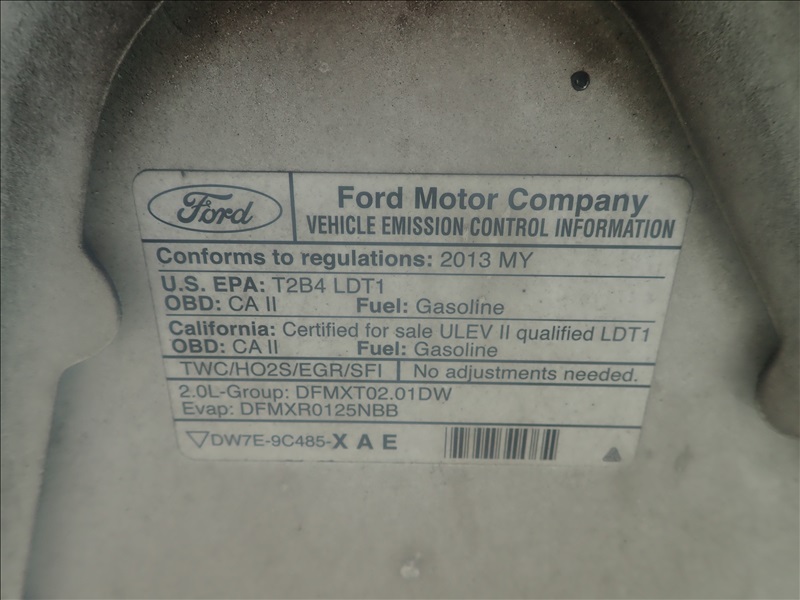 Ford
Ford Motor Company
VEHICLE EMISSION CONTROL INFORMATION
Conforms to regulations: 2013 MY
U.S. EPA: T2B4 LDT1
OBD: CA II Fuel: Gasoline
California: Certified for sale ULEV II qualified LDT1
OBD: CA II Fuel: Gasoline
TWC/HO2S/EGR/SFI No adjustments needed.
2.0L-Group: DFMXT02.01DW
Evap: DFMXR0125NBB
DW7E-9C485-X A E